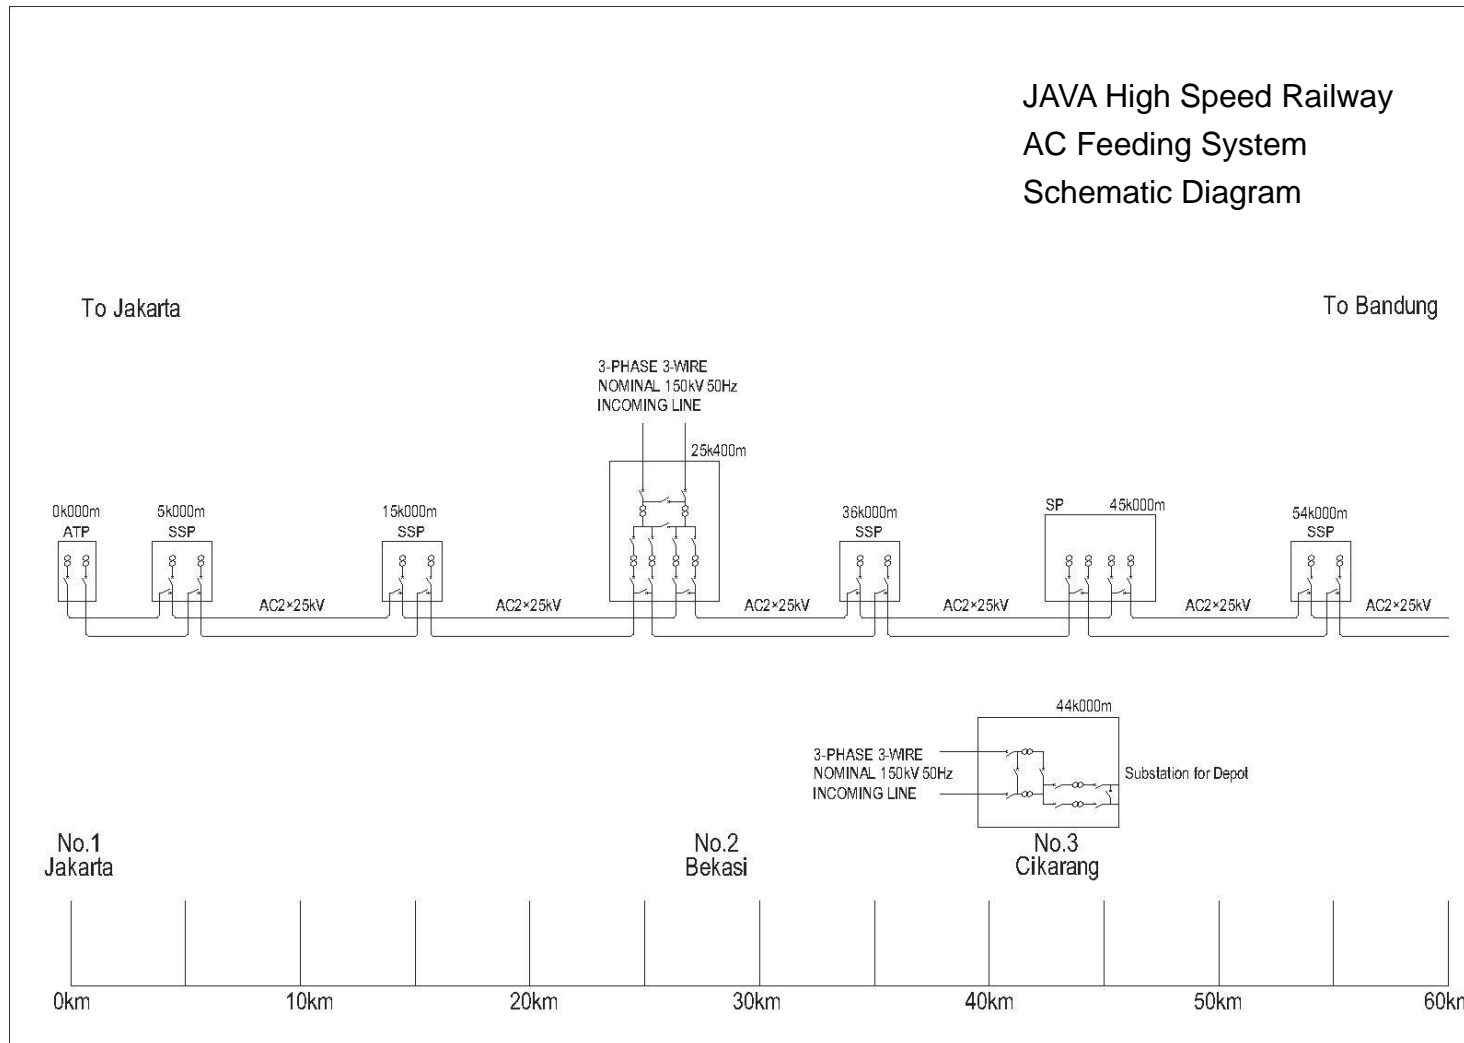 JAVA High Speed Railway
AC Feeding System
Schematic Diagram
To Jakarta
To Bandung
3-PHASE 3-WIRE
NOMINAL 150kV 50Hz
INCOMING LINE
25k400m
0k000m
ATP
5k000m
SSP
15k000m
SSP
36k000m
SSP
SP
45k000m
54k000m
SSP
AC2×25kV
AC2×25kV
AC2×25kV
AC2×25kV
AC2×25kV
AC2×25kV
44k000m
3-PHASE 3-WIRE
NOMINAL 150kV 50Hz
INCOMING LINE
Substation for Depot
No.1
Jakarta
No.2
Bekasi
No.3
Cikarang
0km
10km
20km
30km
40km
50km
60km